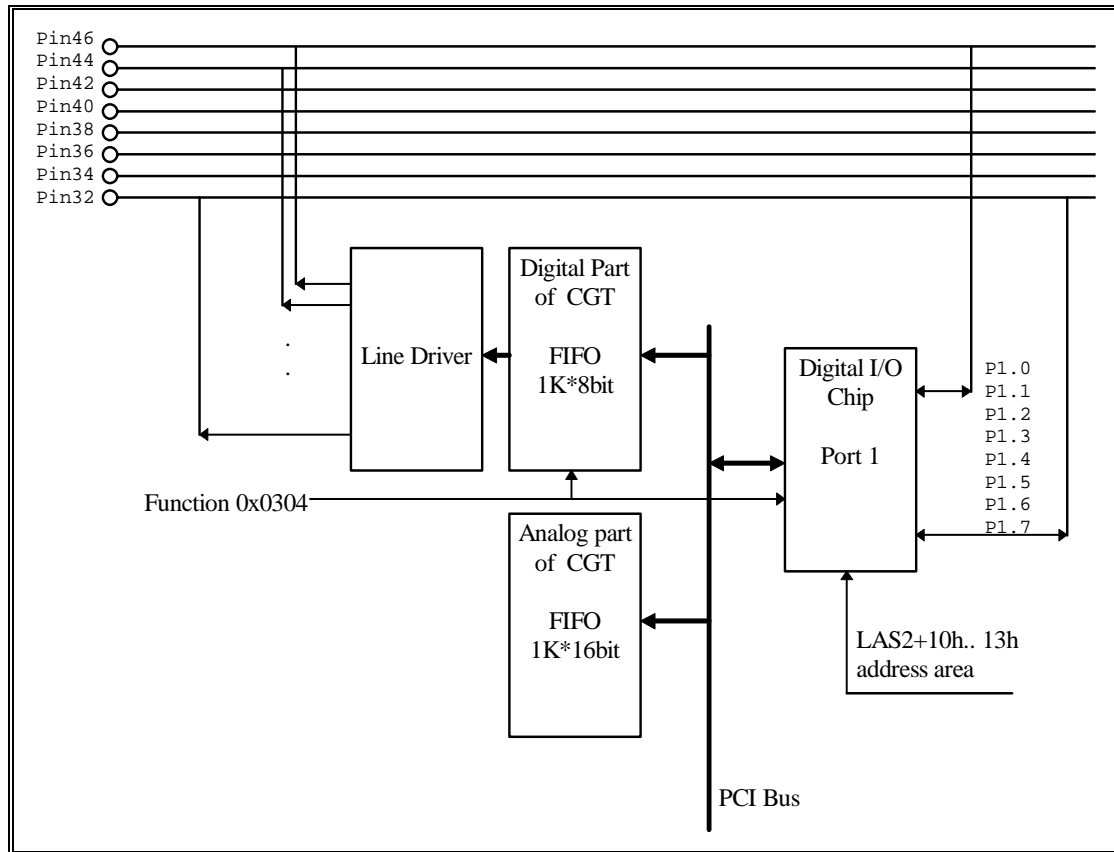 Pin46
Pin44
Pin42
Pin40
Pin38
Pin36
Pin34
Pin32
Line Driver
Digital Part
of CGT
FIFO
1K*8bit
Digital I/O
Chip
Port 1
P1.0
P1.1
P1.2
P1.3
P1.4
P1.5
P1.6
P1.7
Function 0x0304
Analog part
of CGT
FIFO
1K*16bit
LAS2+10h.. 13h
address area
PCI Bus